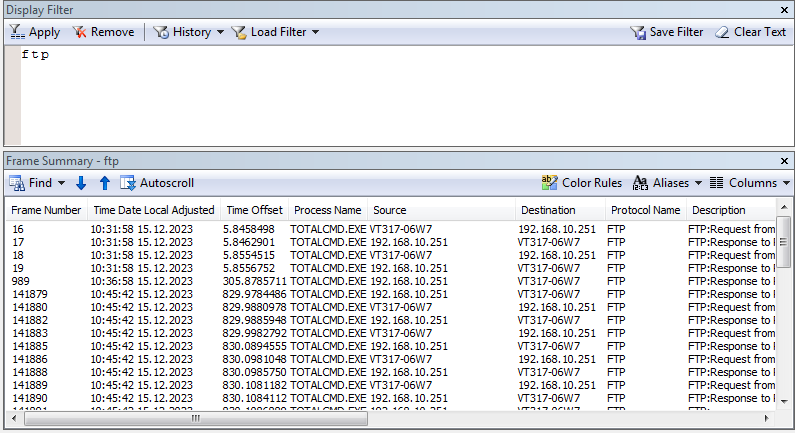 Display Filter
Apply Remove History Load Filter Save Filter Clear Text
ftp
Frame Summary - ftp
Find Autoscroll Color Rules Aliases Columns
Frame Number Time Date Local Adjusted Time Offset Process Name Source Destination Protocol Name Description
16 10:31:58 15.12.2023 5.8458498 TOTALCMD.EXE VT317-06W7 192.168.10.251 FTP FTP:Request from
17 10:31:58 15.12.2023 5.8462901 TOTALCMD.EXE 192.168.10.251 VT317-06W7 FTP FTP:Response to
18 10:31:58 15.12.2023 5.8554515 TOTALCMD.EXE VT317-06W7 192.168.10.251 FTP FTP:Request from
19 10:31:58 15.12.2023 5.8556752 TOTALCMD.EXE 192.168.10.251 VT317-06W7 FTP FTP:Response to
989 10:36:58 15.12.2023 305.8785711 TOTALCMD.EXE 192.168.10.251 VT317-06W7 FTP FTP:Response to
141879 10:45:42 15.12.2023 829.9784486 TOTALCMD.EXE 192.168.10.251 VT317-06W7 FTP FTP:Response to
141880 10:45:42 15.12.2023 829.9880978 TOTALCMD.EXE VT317-06W7 192.168.10.251 FTP FTP:Request from
141882 10:45:42 15.12.2023 829.9885948 TOTALCMD.EXE 192.168.10.251 VT317-06W7 FTP FTP:Response to
141883 10:45:42 15.12.2023 829.9982792 TOTALCMD.EXE VT317-06W7 192.168.10.251 FTP FTP:Request from
141885 10:45:42 15.12.2023 830.0894555 TOTALCMD.EXE 192.168.10.251 VT317-06W7 FTP FTP:Response to
141886 10:45:42 15.12.2023 830.0981048 TOTALCMD.EXE VT317-06W7 192.168.10.251 FTP FTP:Request from
141888 10:45:42 15.12.2023 830.0985750 TOTALCMD.EXE 192.168.10.251 VT317-06W7 FTP FTP:Response to
141889 10:45:42 15.12.2023 830.1081182 TOTALCMD.EXE VT317-06W7 192.168.10.251 FTP FTP:Request from
141890 10:45:42 15.12.2023 830.1084112 TOTALCMD.EXE 192.168.10.251 VT317-06W7 FTP FTP:Response to